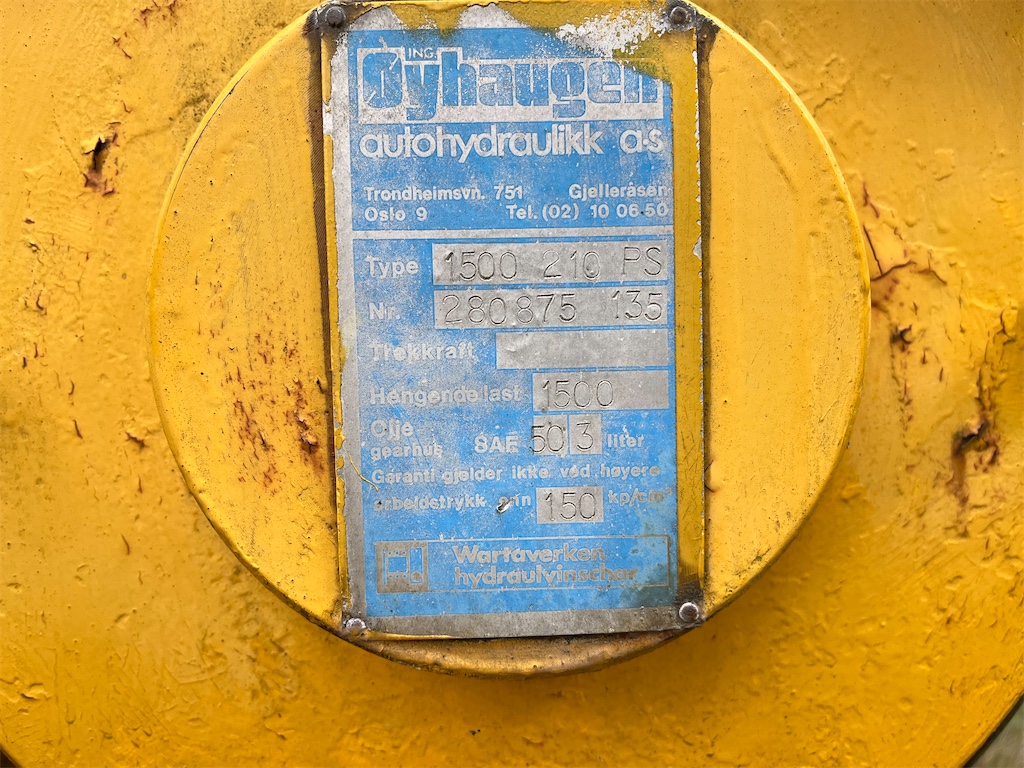 ING
Øyhaugen
autohydraulikk a.s
Trondheimsvn. 751 Gjelleråsen
Oslo 9 Tel. (02) 10 06 50
Type 1500 210 PS
Nr. 280875 135
Trekkraft
Hengende last 1500
Olje
gearhus SAE 50 3 liter
Garanti gjelder ikke ved høyere
arbeidstrykk enn 150 kp/cm²
Wartaverken
hydraulvinschar